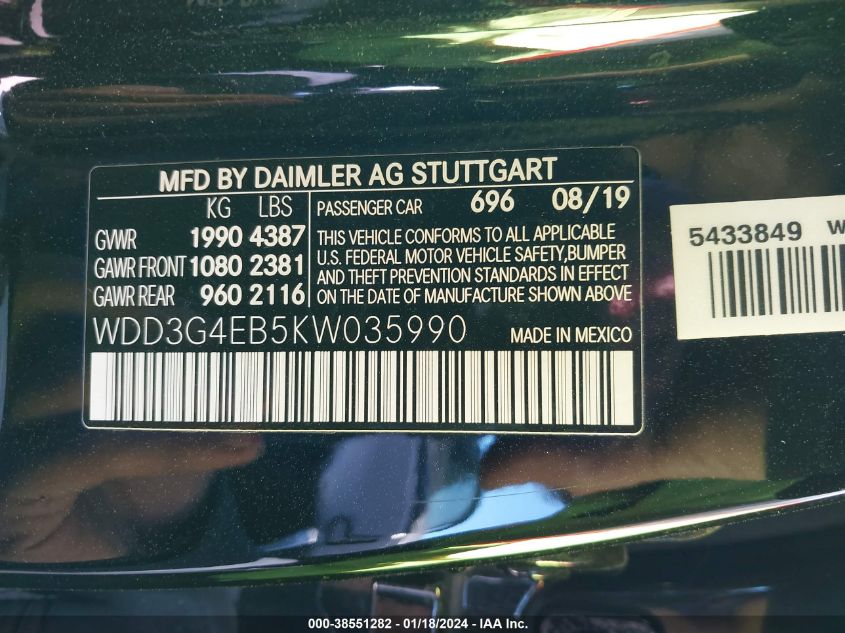 MFD BY DAIMLER AG STUTTGART
KG LBS
GVWR 1990 4387
GAWR FRONT 1080 2381
GAWR REAR 960 2116
PASSENGER CAR 696 08/19
THIS VEHICLE CONFORMS TO ALL APPLICABLE
U.S. FEDERAL MOTOR VEHICLE SAFETY,BUMPER
AND THEFT PREVENTION STANDARDS IN EFFECT
ON THE DATE OF MANUFACTURE SHOWN ABOVE
WDD3G4EB5KW035990 MADE IN MEXICO
5433849 W
000-38551282 / 01/18/2024 - IAA Inc.